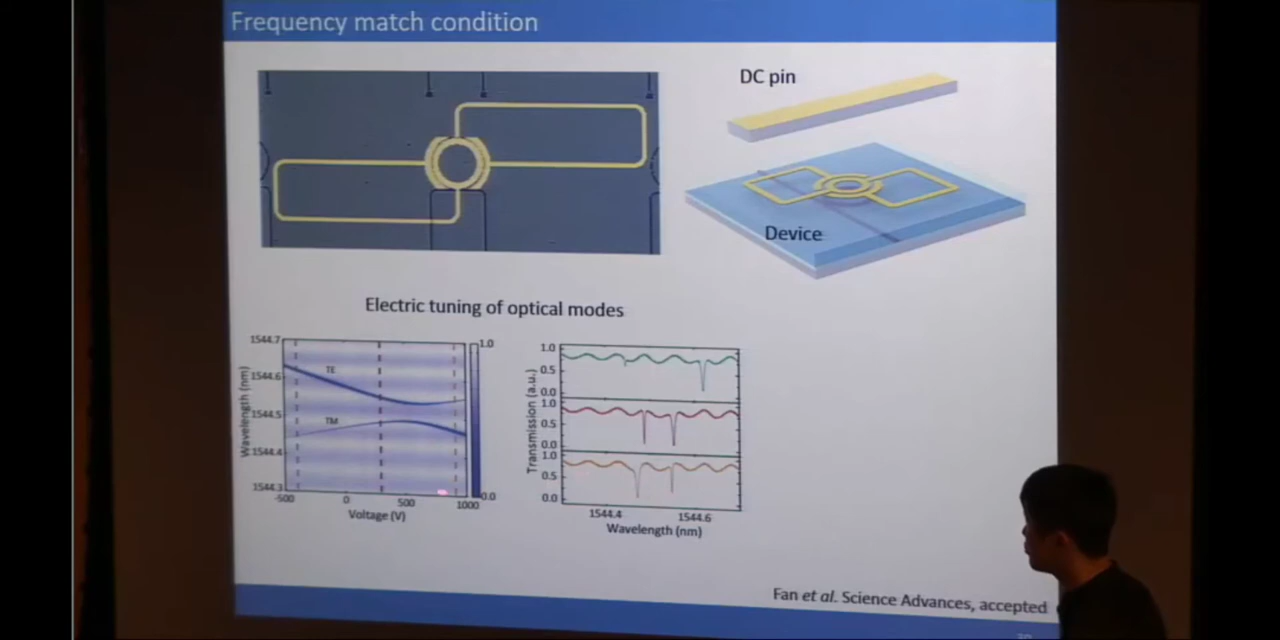 Frequency match condition
DC pin
Device
Electric tuning of optical modes
1544.7
1544.6
1544.5
1544.4
1544.3
Wavelength (nm)
TE
TM
-500
0
500
1000
Voltage (V)
1.0
0.0
Transmission (a.u.)
1.0
0.5
0.0
1.0
0.5
0.0
1.0
0.5
0.0
1544.4
1544.6
Wavelength (nm)
Fan et al. Science Advances, accepted